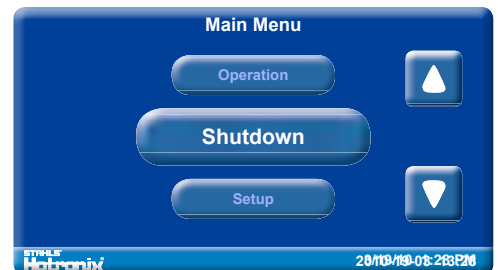 Main Menu
Operation
Shutdown
Setup
STAHLS'
Hotronix